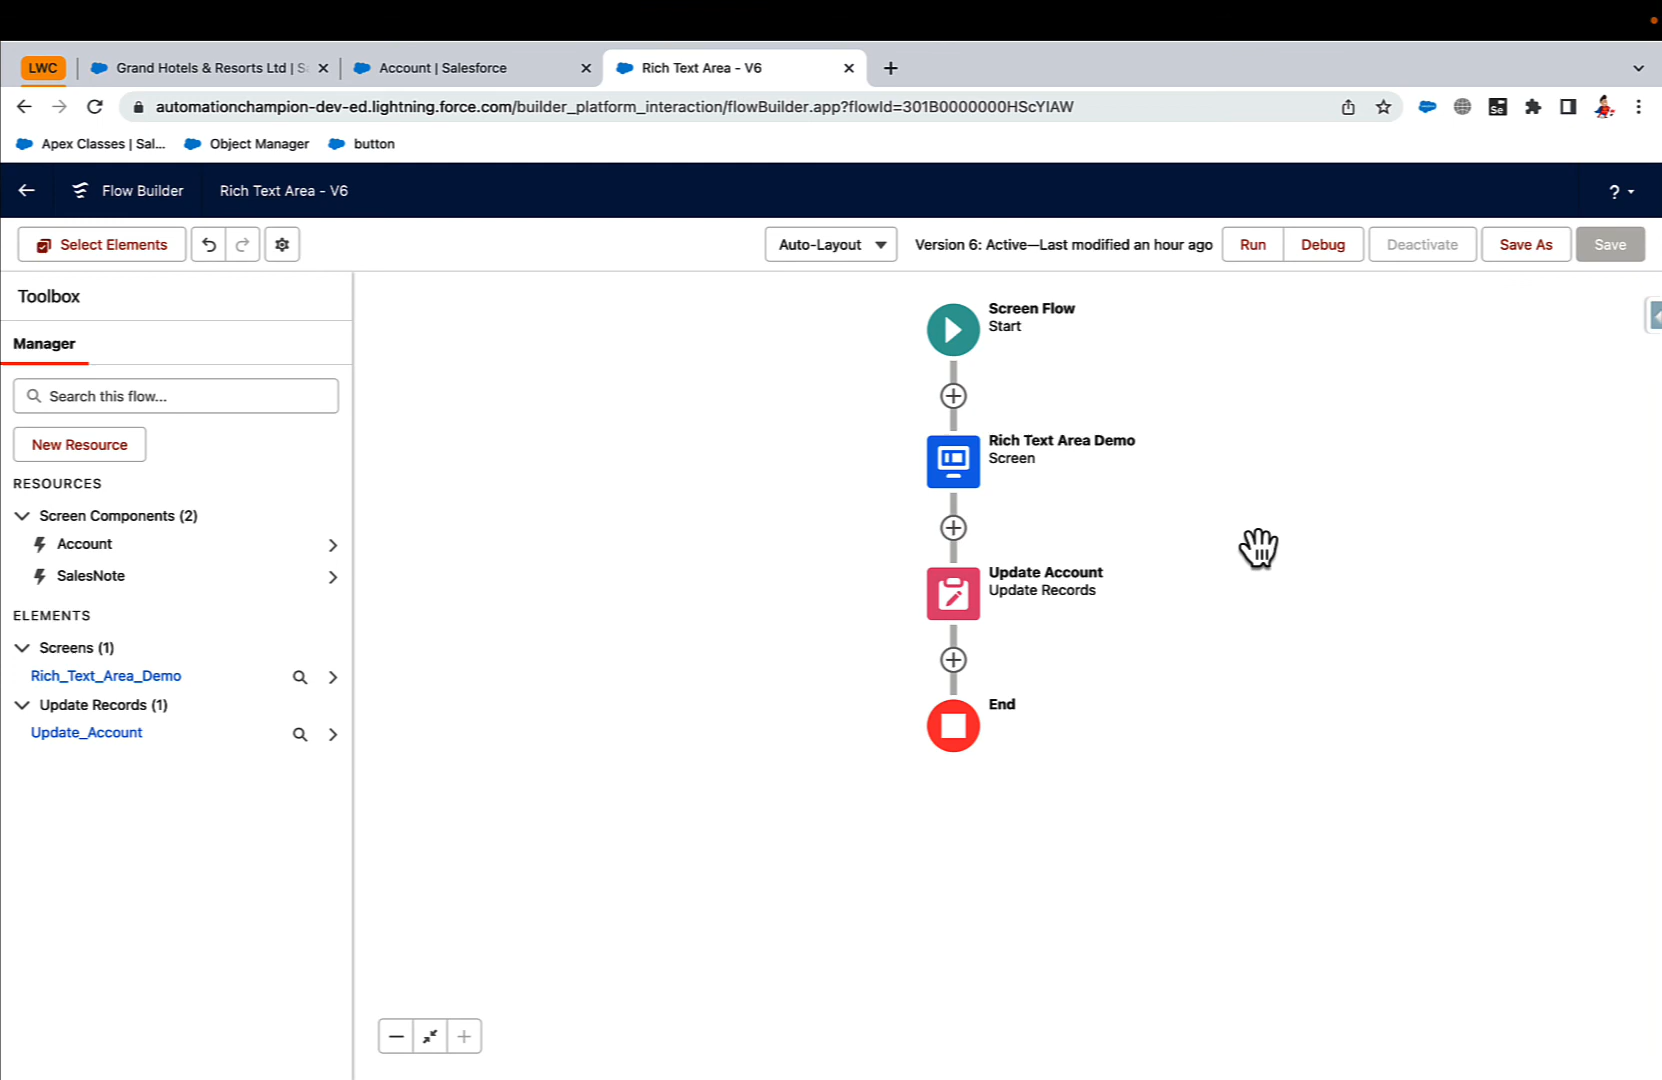 LWC
Grand Hotels & Resorts Ltd | S
Account | Salesforce
Rich Text Area - V6
automationchampion-dev-ed.lightning.force.com/builder_platform_interaction/flowBuilder.app?flowId=301B0000000HScYIAW
Se
Apex Classes | Sal...
Object Manager
button
Flow Builder
Rich Text Area - V6
?
Select Elements
Auto-Layout
Version 6: Active—Last modified an hour ago
Run
Debug
Deactivate
Save As
Save
Toolbox
Manager
Search this flow...
New Resource
RESOURCES
Screen Components (2)
Account
SalesNote
ELEMENTS
Screens (1)
Rich_Text_Area_Demo
Update Records (1)
Update_Account
Screen Flow
Start
Rich Text Area Demo
Screen
Update Account
Update Records
End